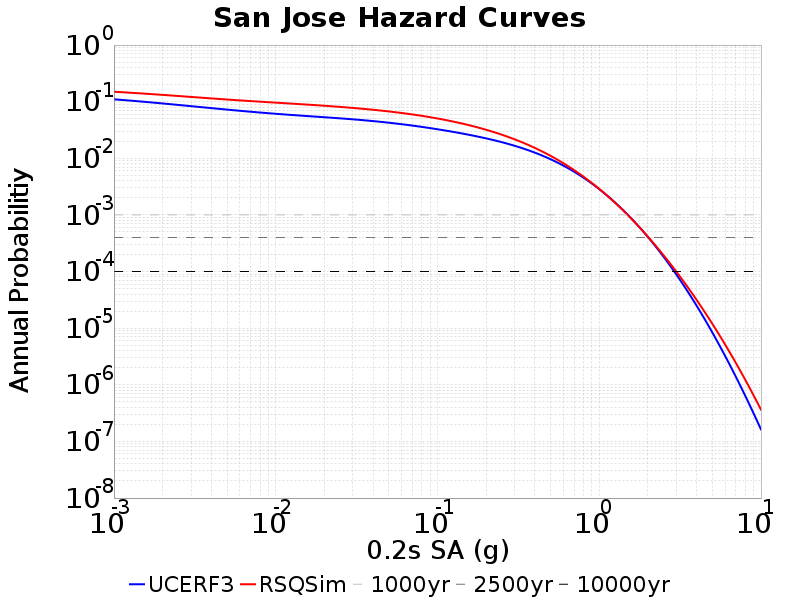 San Jose Hazard Curves
10^0
10^-1
10^-2
10^-3
10^-4
10^-5
10^-6
10^-7
10^-8
Annual Probabilitiy
10^-3 10^-2 10^-1 10^0 10^1
0.2s SA (g)
UCERF3 RSQSim 1000yr 2500yr 10000yr